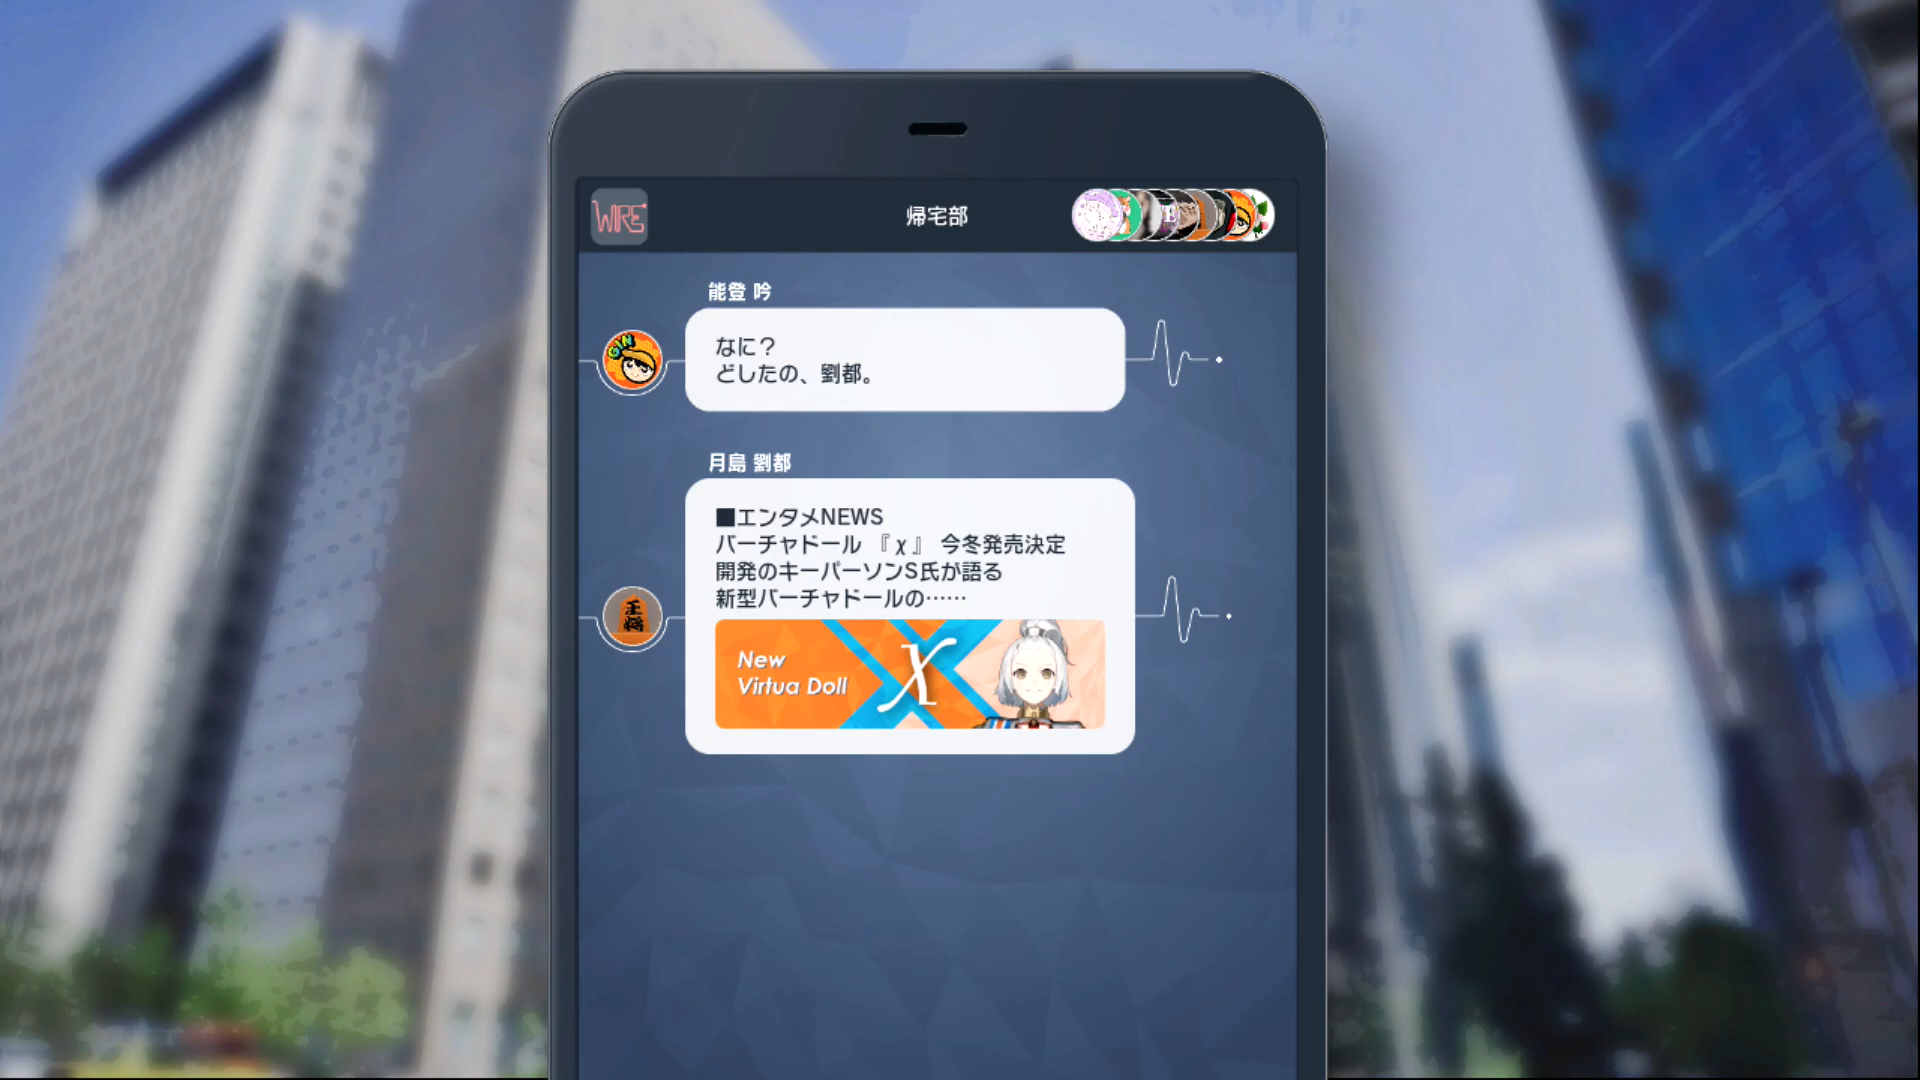 WIRE
帰宅部
能登 吟
GIN
なに？
どしたの、劉都。
月島 劉都
■エンタメNEWS
バーチャドール 『χ』 今冬発売決定
開発のキーパーソンS氏が語る
新型バーチャドールの……
王将
New
Virtua Doll
χ
E